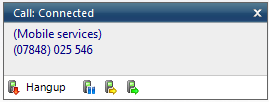 Call: Connected
(Mobile services)
(07848) 025 546
Hangup